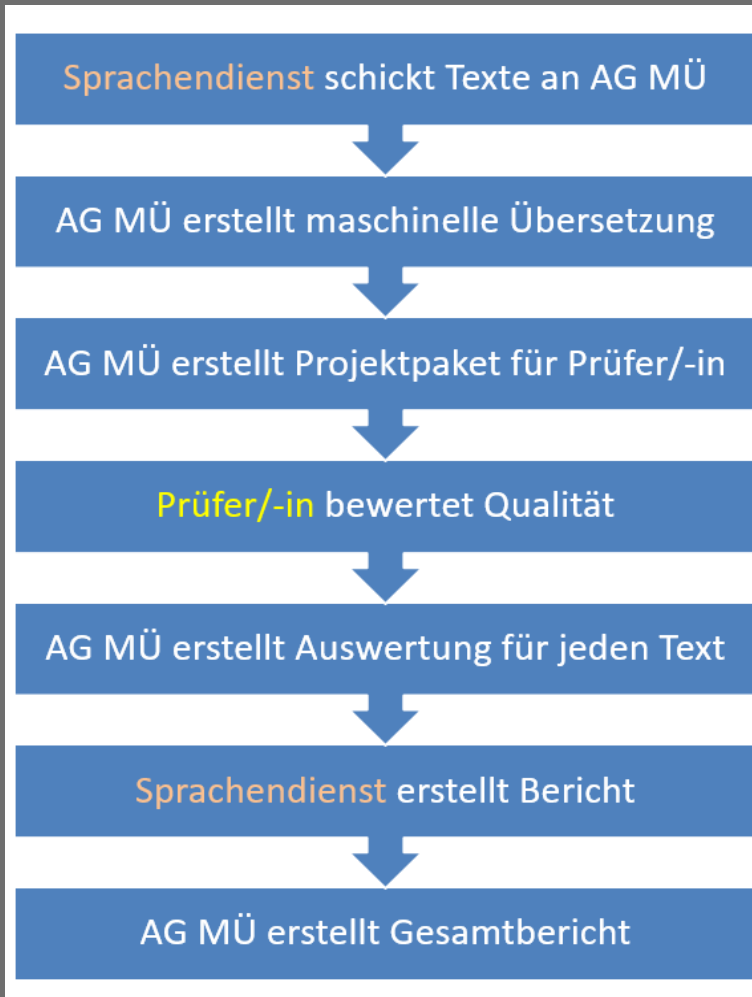 Sprachendienst schickt Texte an AG MÜ
AG MÜ erstellt maschinelle Übersetzung
AG MÜ erstellt Projektpaket für Prüfer/-in
Prüfer/-in bewertet Qualität
AG MÜ erstellt Auswertung für jeden Text
Sprachendienst erstellt Bericht
AG MÜ erstellt Gesamtbericht